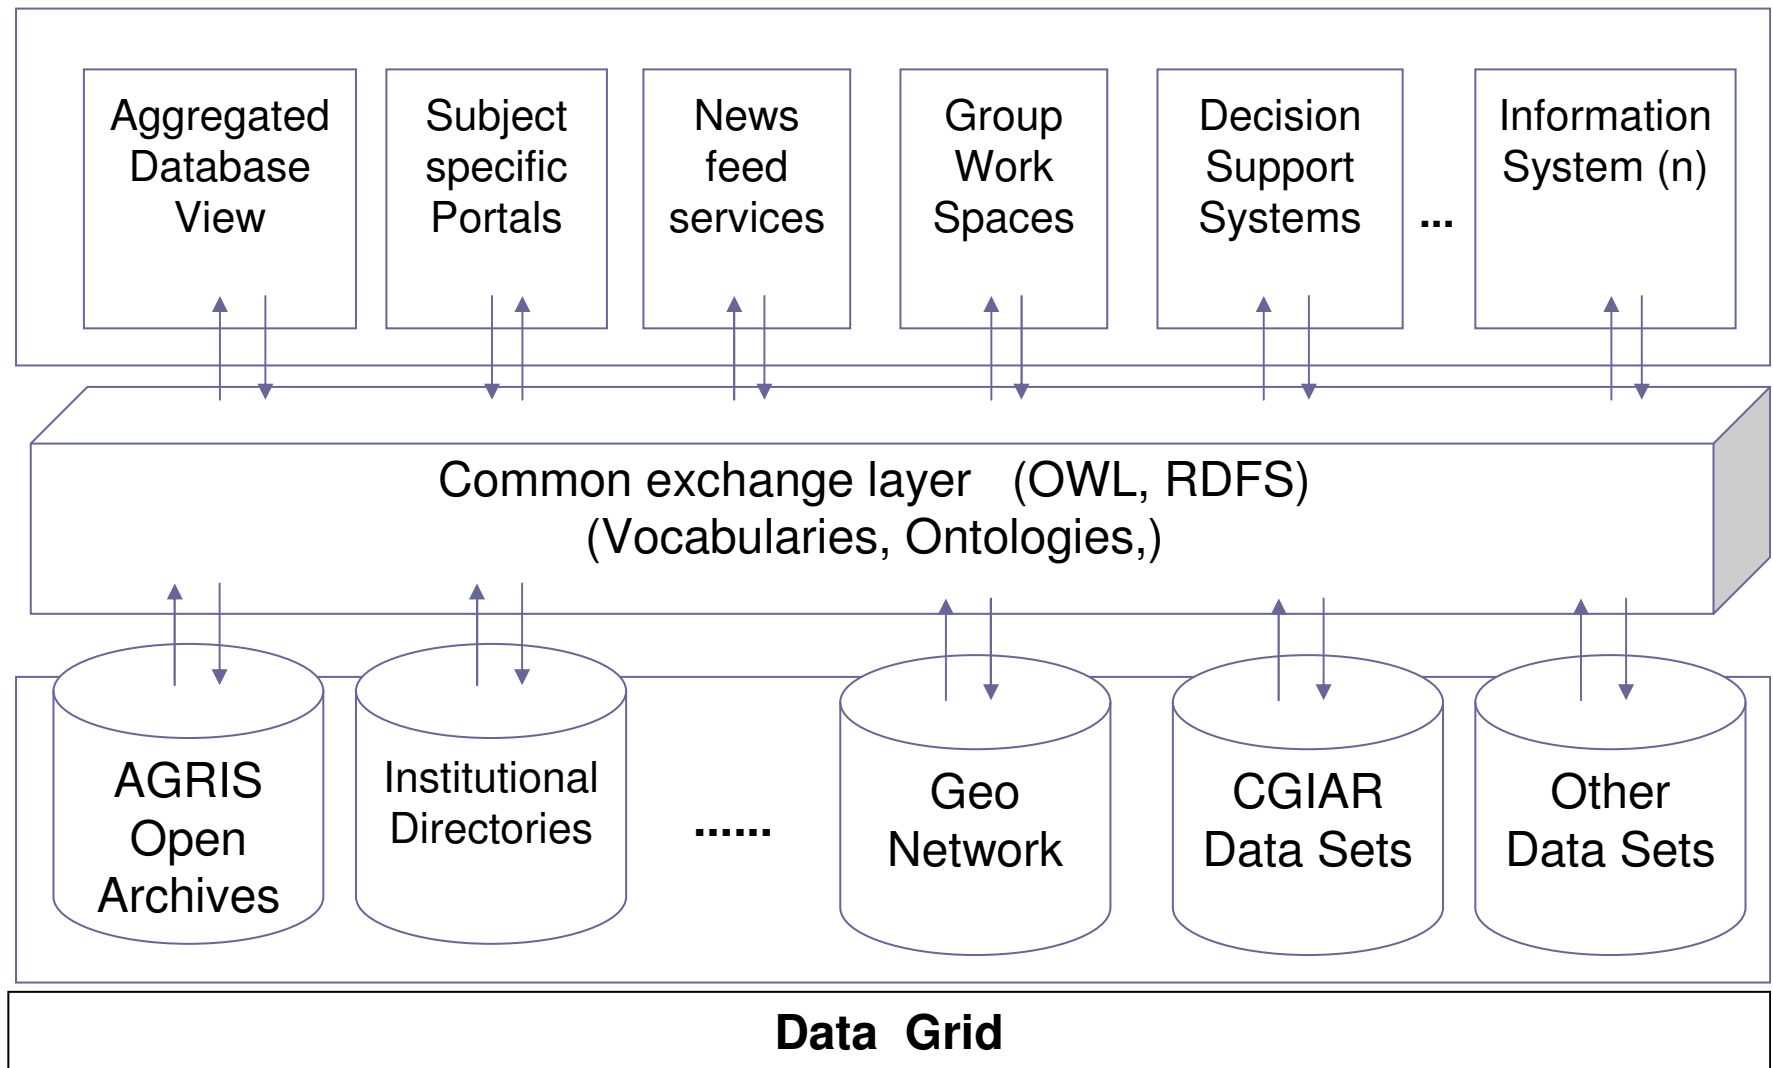 Aggregated
Database
View
Subject
specific
Portals
News
feed
services
Group
Work
Spaces
Decision
Support
Systems
...
Information
System (n)
Common exchange layer (OWL, RDFS)
(Vocabularies, Ontologies,)
AGRIS
Open
Archives
Institutional
Directories
......
Geo
Network
CGIAR
Data Sets
Other
Data Sets
Data Grid